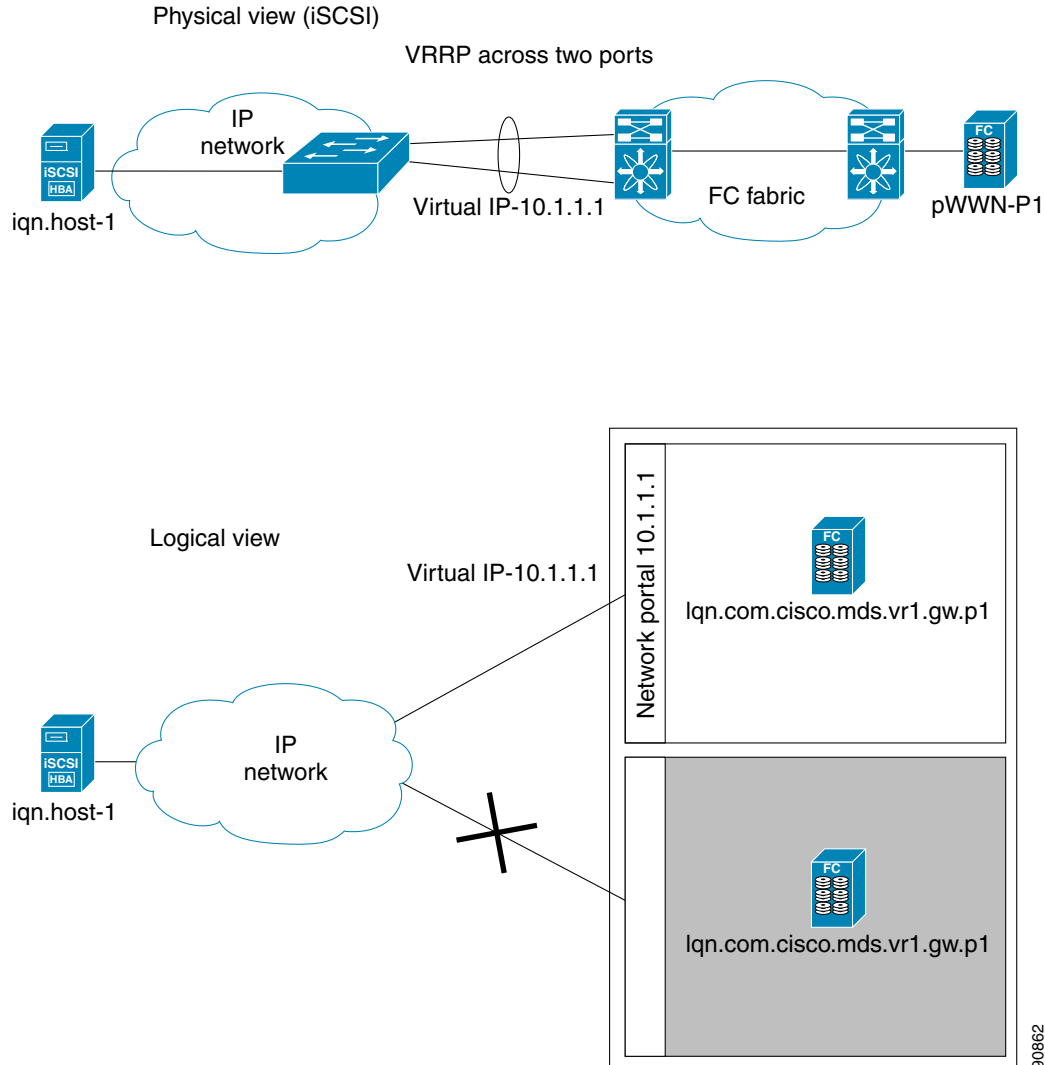 Physical view (iSCSI)
VRRP across two ports
IP
network
iSCSI
HBA
iqn.host-1
Virtual IP-10.1.1.1
FC fabric
FC
pWWN-P1
Logical view
Virtual IP-10.1.1.1
Network portal 10.1.1.1
FC
lqn.com.cisco.mds.vr1.gw.p1
iSCSI
HBA
iqn.host-1
IP
network
FC
lqn.com.cisco.mds.vr1.gw.p1
90862